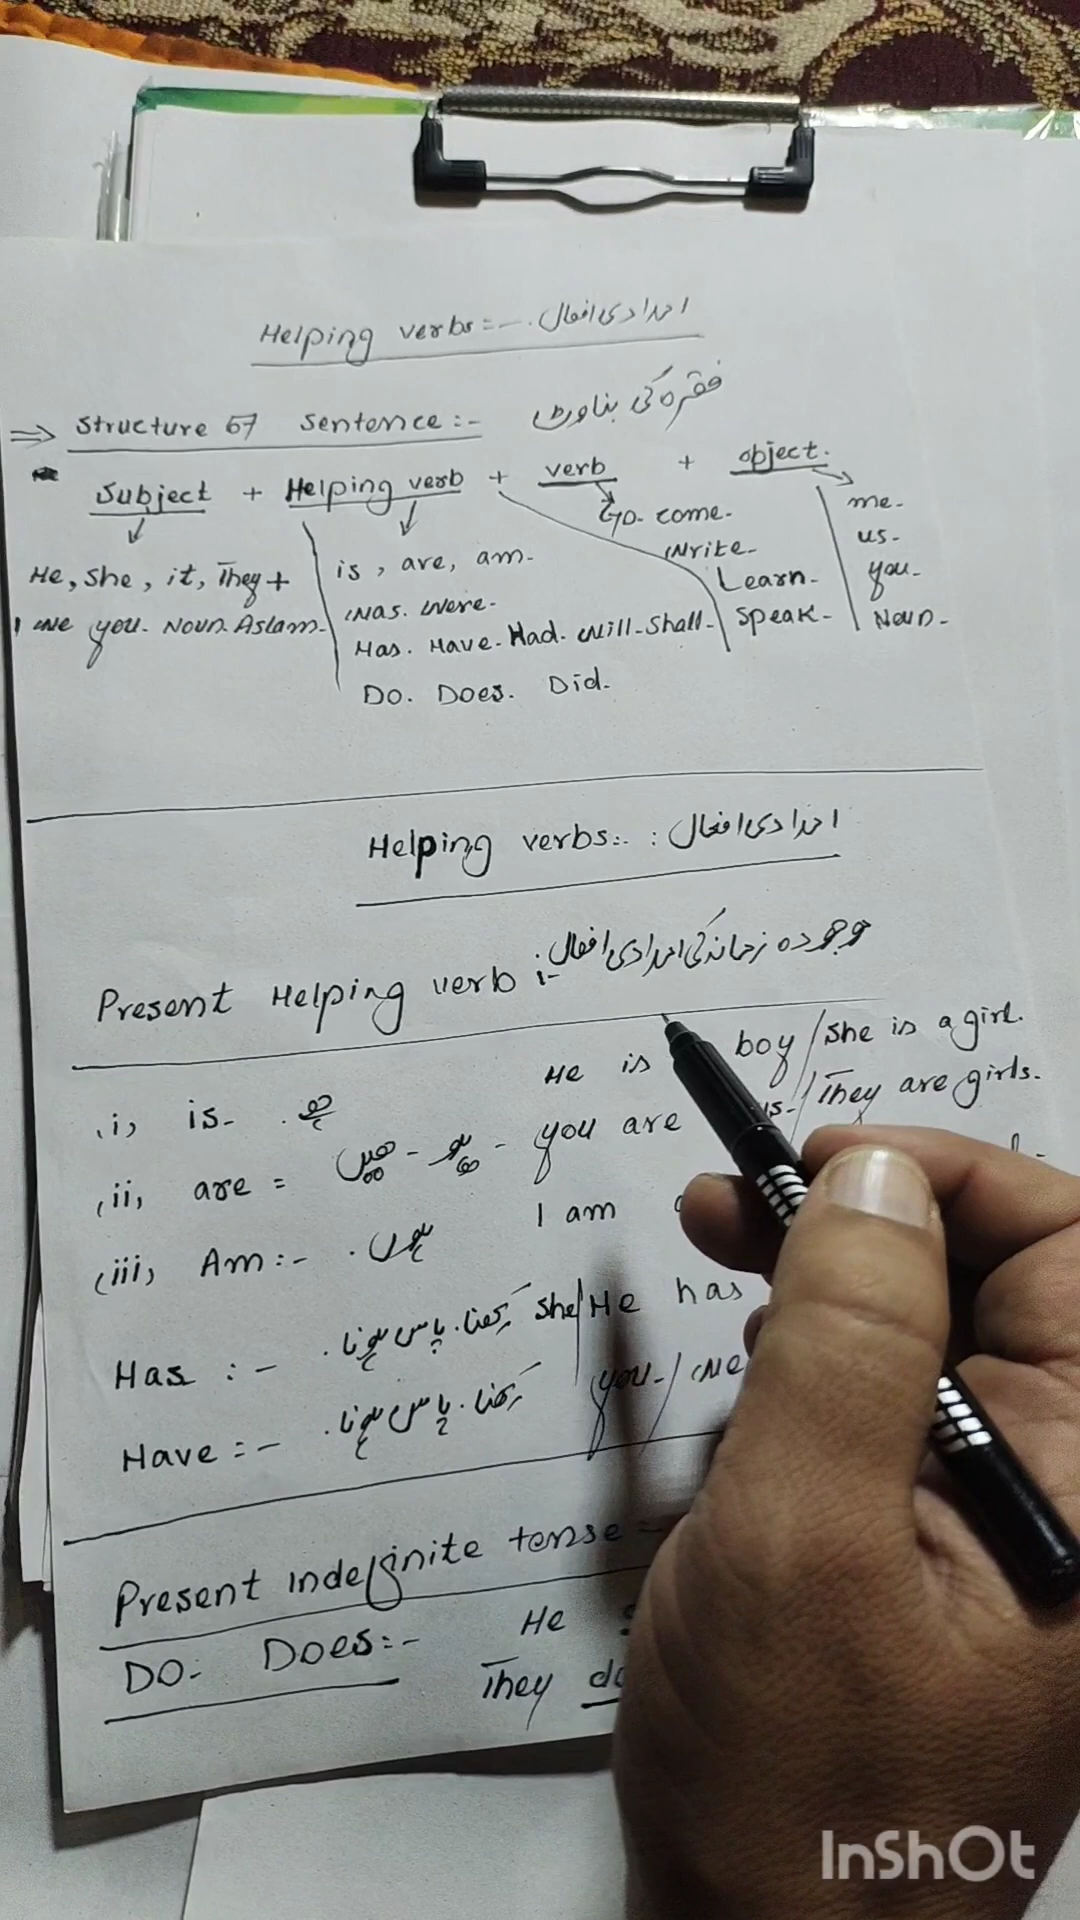 Helping verbs :- امدادی افعال
⇒ Structure of Sentence :- فقرہ کی بناوٹ
Subject + Helping verb + verb + object.
He, She, it, They + is, are, am. Go. come. me.
I we you. Noun. Aslam. was. were. write. us.
Has. Have. Had. Will. Shall. Learn. you.
Do. Does. Did. Speak. Noun.
Helping verbs :. امدادی افعال
Present Helping verb :- موجودہ زمانہ کی امدادی افعال
(i) is - ہے. He is boy / She is a girl.
(ii) are = ہیں - ہو - you are / They are girls.
(iii) Am :- ہوں. I am
Has :- رکھنا. پاس ہونا. She/He has
Have :- رکھنا. پاس ہونا. you / we
Present indefinite tense =
DO. Does :- He
They
InShOt